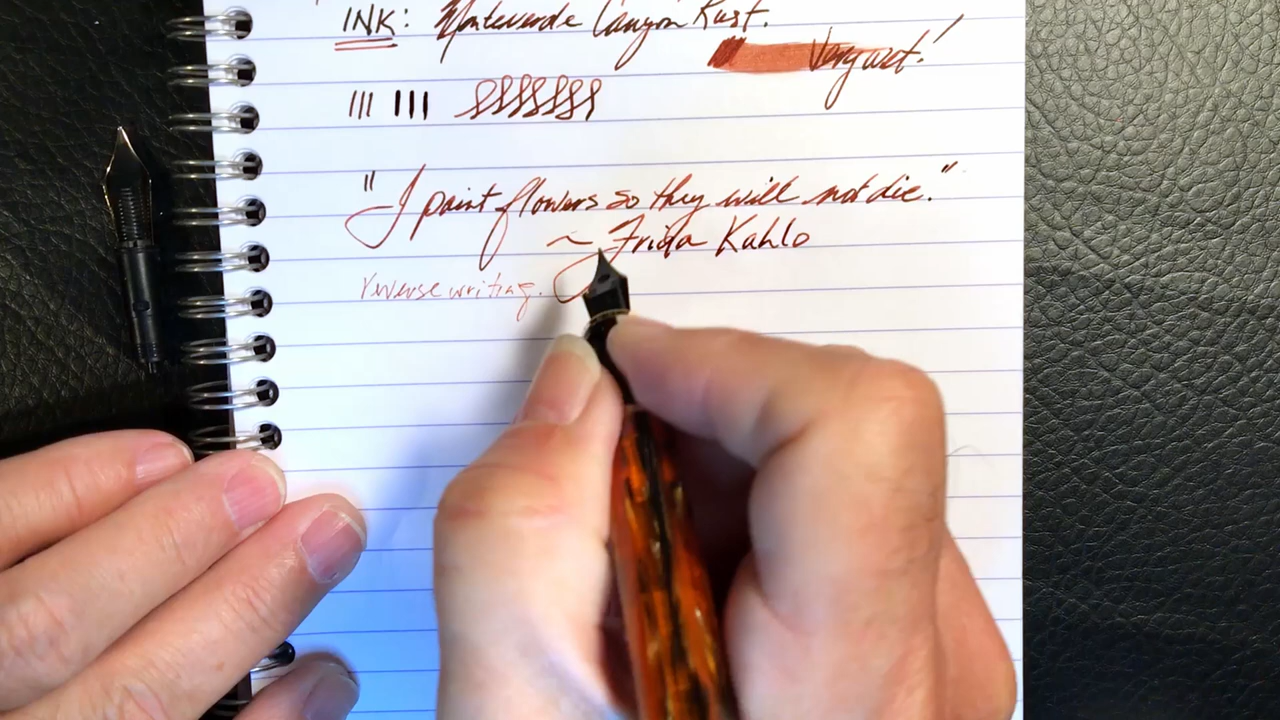 INK: Monteverde Canyon Rust.
Very wet!
"I paint flowers so they will not die."
~ Frida Kahlo
reverse writing.